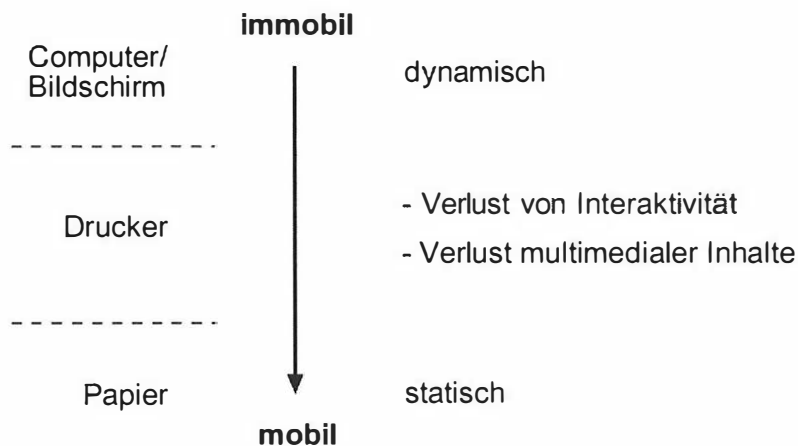 immobil
Computer/
Bildschirm
dynamisch
Drucker
- Verlust von Interaktivität
- Verlust multimedialer Inhalte
Papier
statisch
mobil